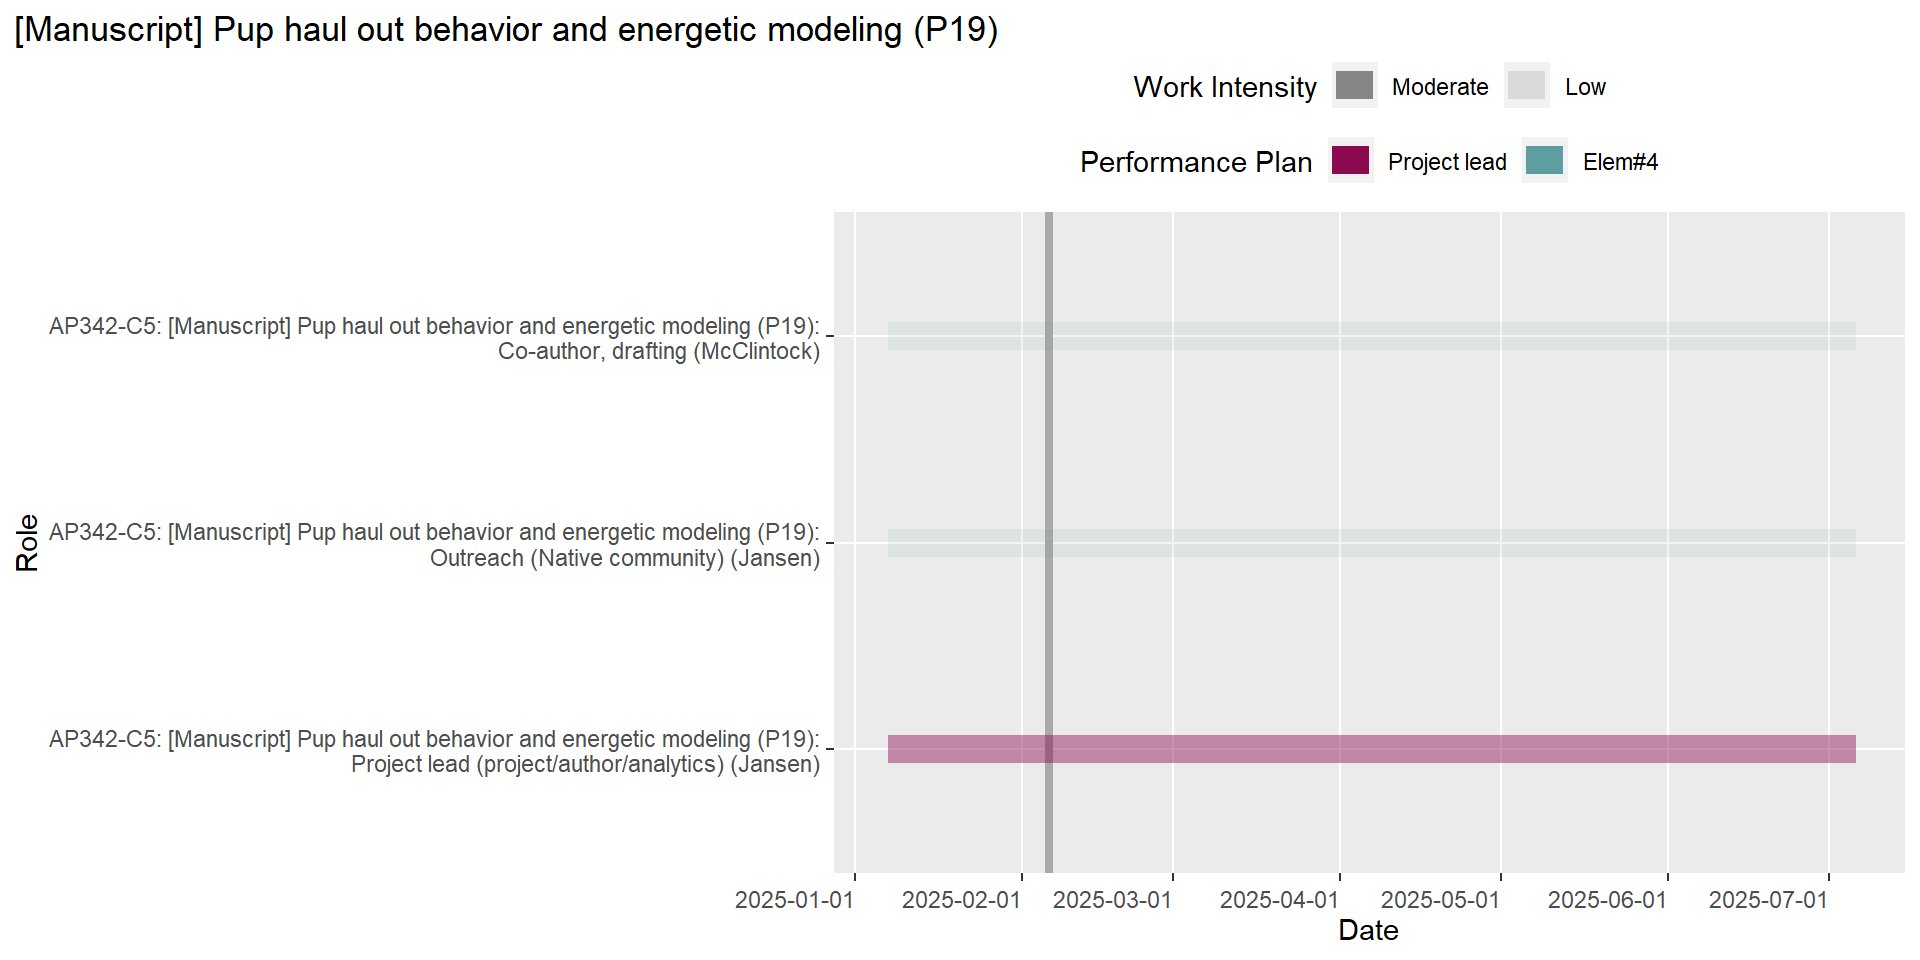 [Manuscript] Pup haul out behavior and energetic modeling (P19)
Work Intensity Moderate Low
Performance Plan Project lead Elem#4
AP342-C5: [Manuscript] Pup haul out behavior and energetic modeling (P19):
Co-author, drafting (McClintock)
AP342-C5: [Manuscript] Pup haul out behavior and energetic modeling (P19):
Outreach (Native community) (Jansen)
AP342-C5: [Manuscript] Pup haul out behavior and energetic modeling (P19):
Project lead (project/author/analytics) (Jansen)
Role
2025-01-01 2025-02-01 2025-03-01 2025-04-01 2025-05-01 2025-06-01 2025-07-01
Date